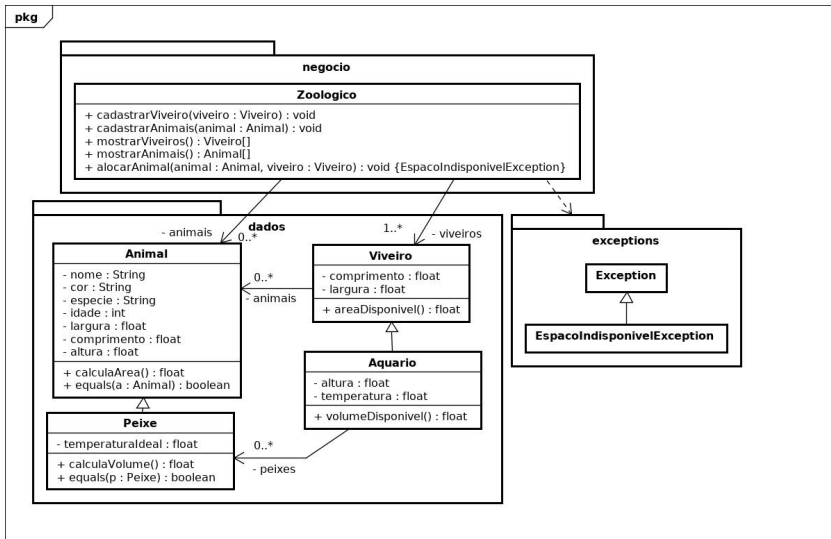 pkg
negocio
Zoologico
+ cadastrarViveiro(viveiro : Viveiro) : void
+ cadastrarAnimais(animal : Animal) : void
+ mostrarViveiros() : Viveiro[]
+ mostrarAnimais() : Animal[]
+ alocarAnimal(animal : Animal, viveiro : Viveiro) : void {EspacoIndisponivelException}
dados
- animais
0..*
1..*
- viveiros
Animal
- nome : String
- cor : String
- especie : String
- idade : int
- largura : float
- comprimento : float
- altura : float
+ calculaArea() : float
+ equals(a : Animal) : boolean
0..*
- animais
Viveiro
- comprimento : float
- largura : float
+ areaDisponivel() : float
Aquario
- altura : float
- temperatura : float
+ volumeDisponivel() : float
Peixe
- temperaturaIdeal : float
+ calculaVolume() : float
+ equals(p : Peixe) : boolean
0..*
- peixes
exceptions
Exception
EspacoIndisponivelException